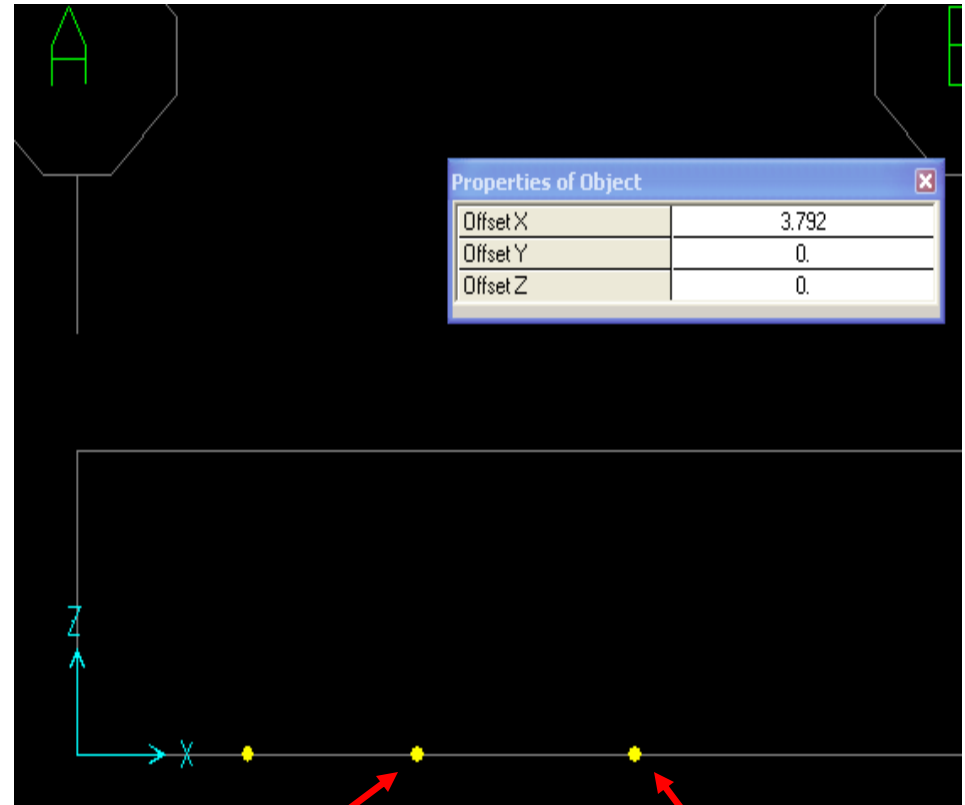 A
Properties of Object
Offset X 3.792
Offset Y 0.
Offset Z 0.
Z
X